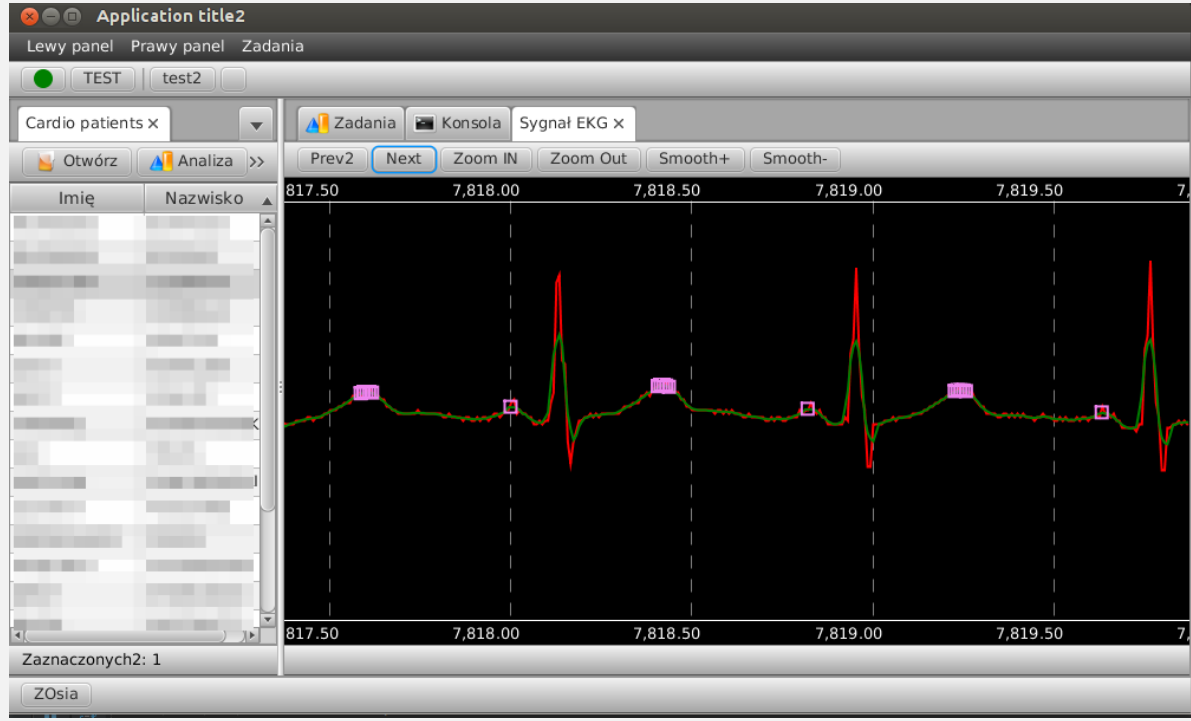 Application title2
Lewy panel Prawy panel Zadania
TEST test2
Cardio patients ×
Zadania Konsola Sygnał EKG ×
Otwórz Analiza >>
Prev2 Next Zoom IN Zoom Out Smooth+ Smooth-
Imię Nazwisko
817.50 7,818.00 7,818.50 7,819.00 7,819.50 7,
817.50 7,818.00 7,818.50 7,819.00 7,819.50 7,
Zaznaczonych2: 1
ZOsia